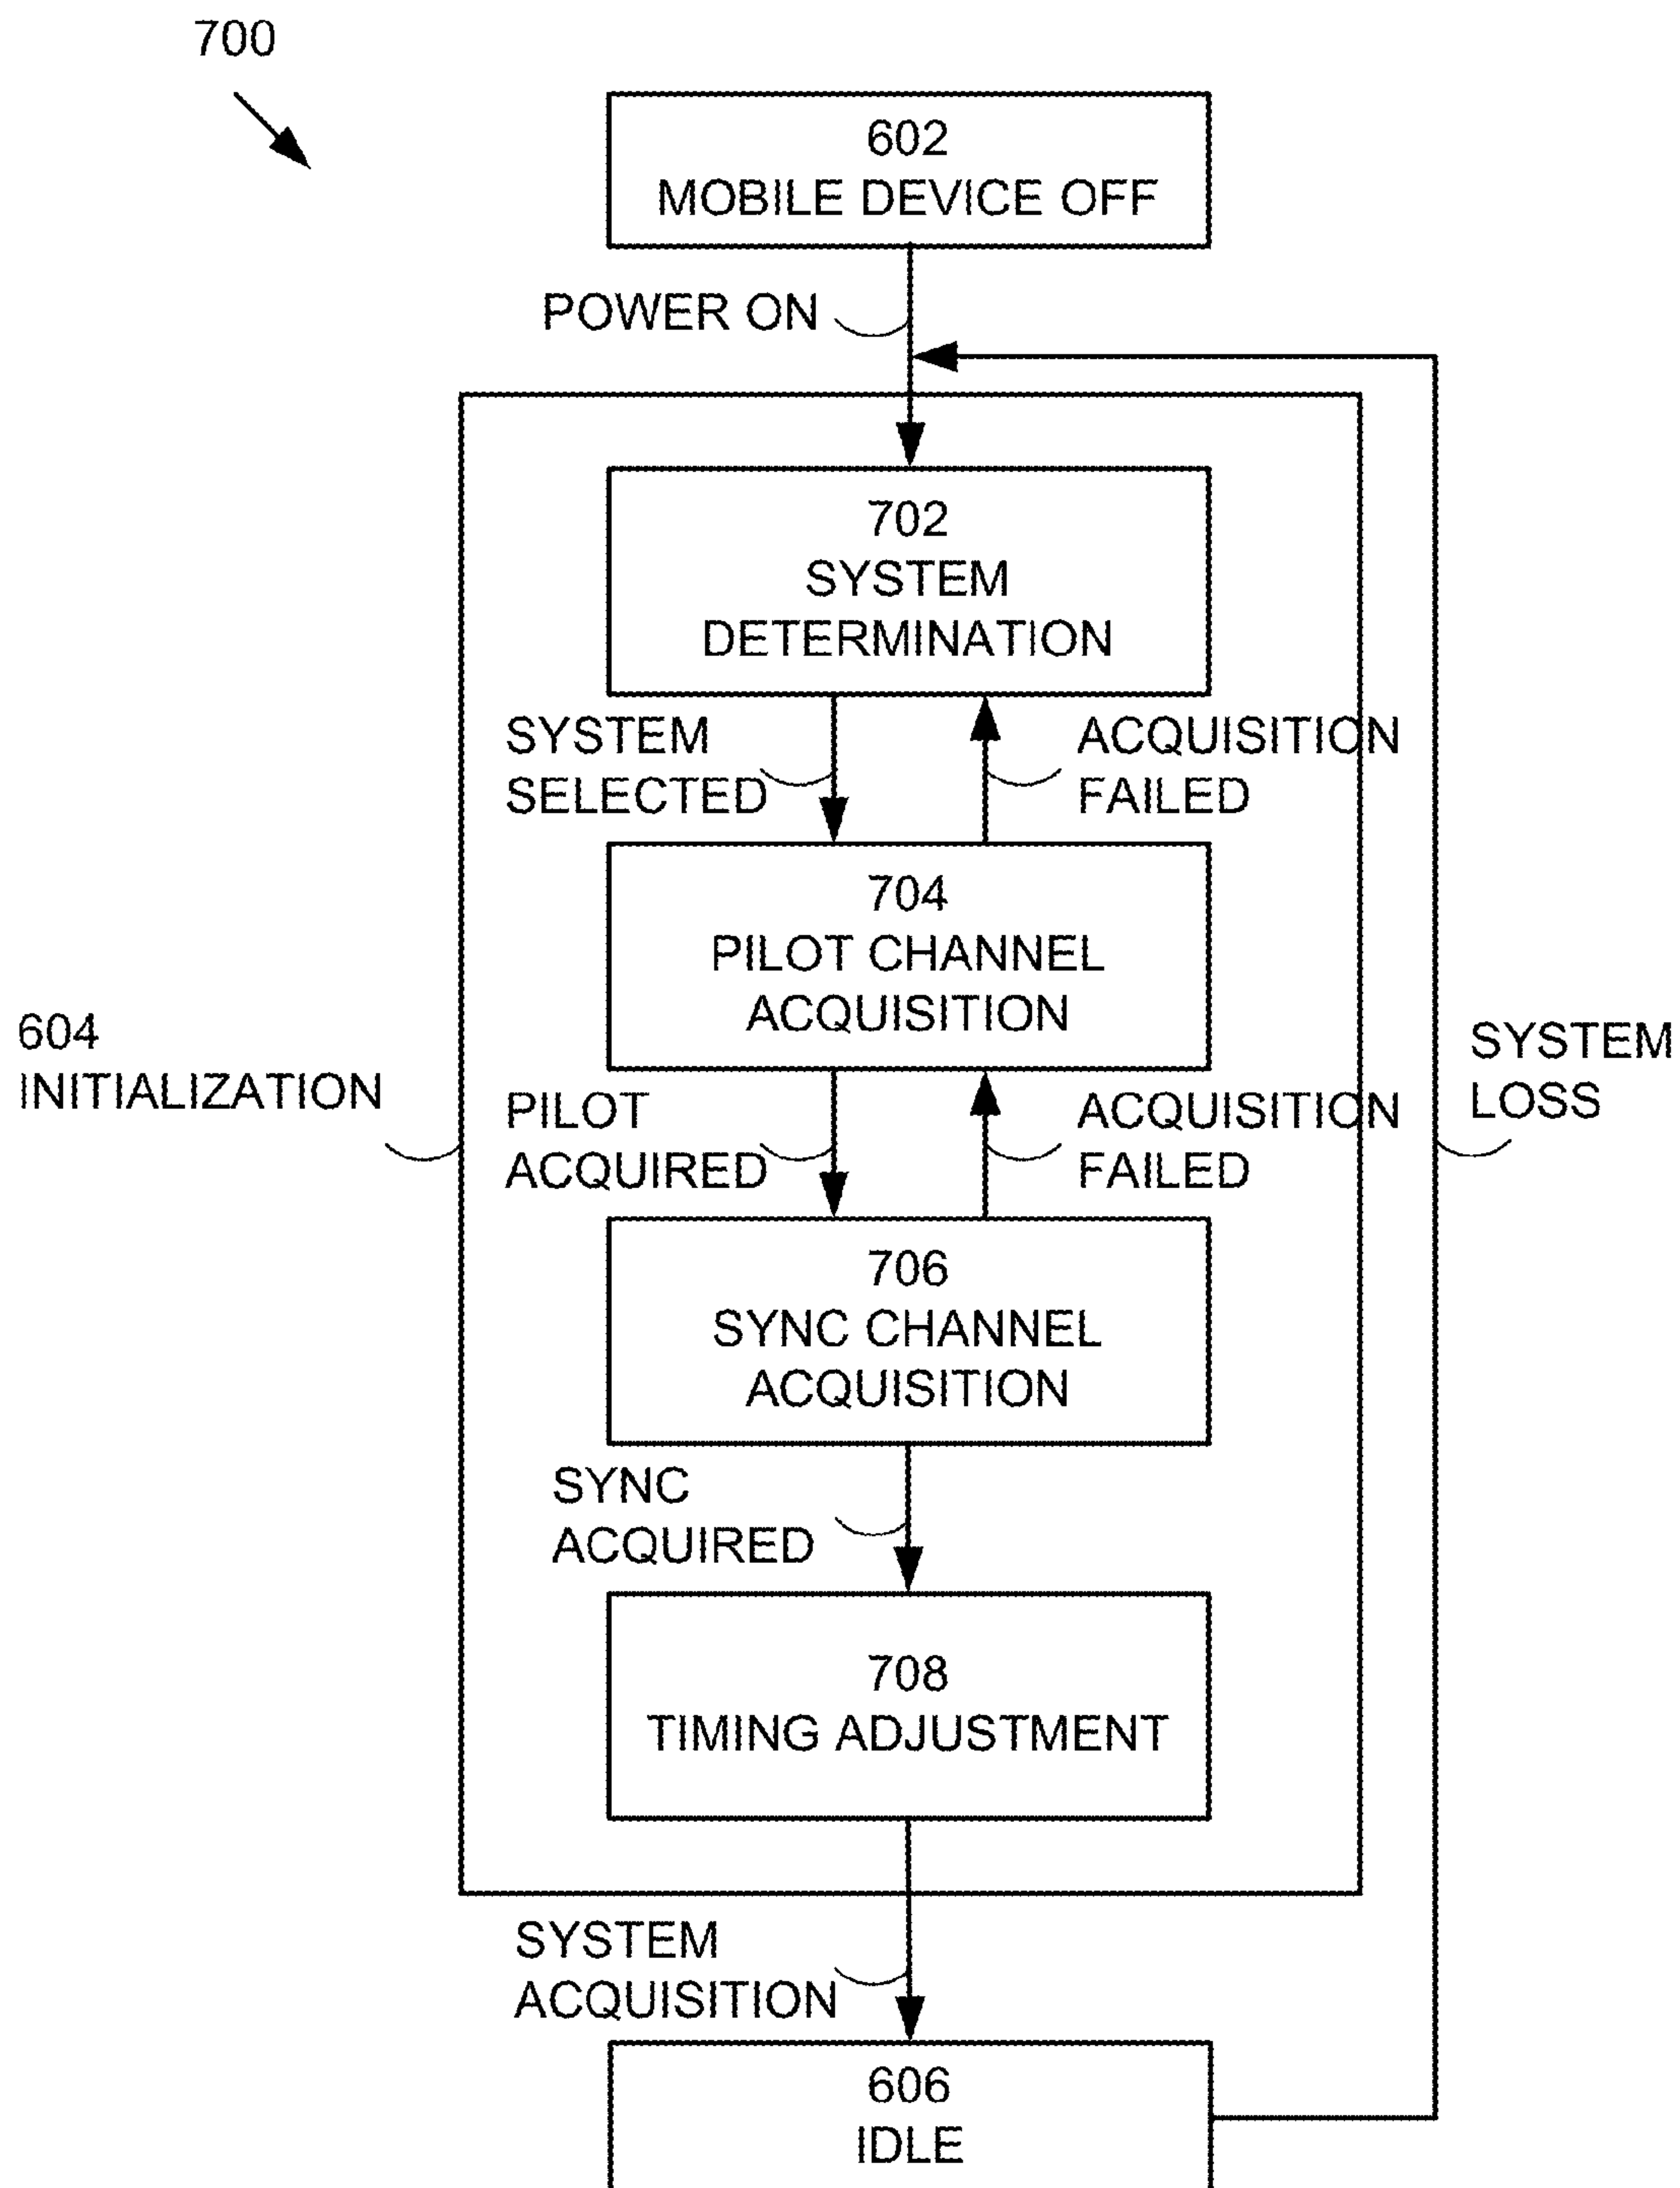 700
602
MOBILE DEVICE OFF
POWER ON
702
SYSTEM
DETERMINATION
SYSTEM
SELECTED
ACQUISITION
FAILED
704
PILOT CHANNEL
ACQUISITION
604
INITIALIZATION
SYSTEM
LOSS
PILOT
ACQUIRED
ACQUISITION
FAILED
706
SYNC CHANNEL
ACQUISITION
SYNC
ACQUIRED
708
TIMING ADJUSTMENT
SYSTEM
ACQUISITION
606
IDLE